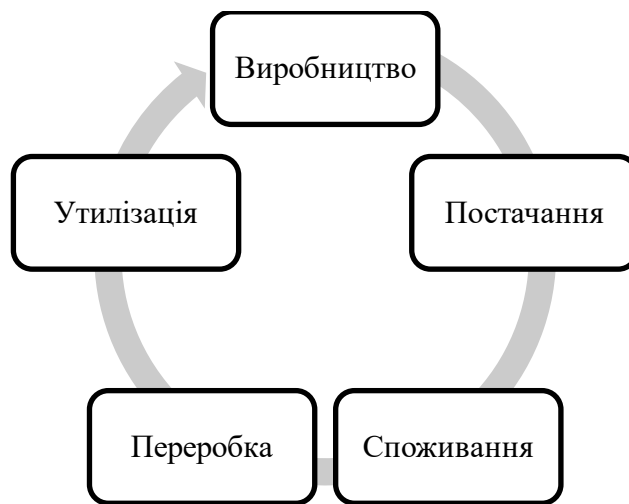 Виробництво
Постачання
Споживання
Переробка
Утилізація